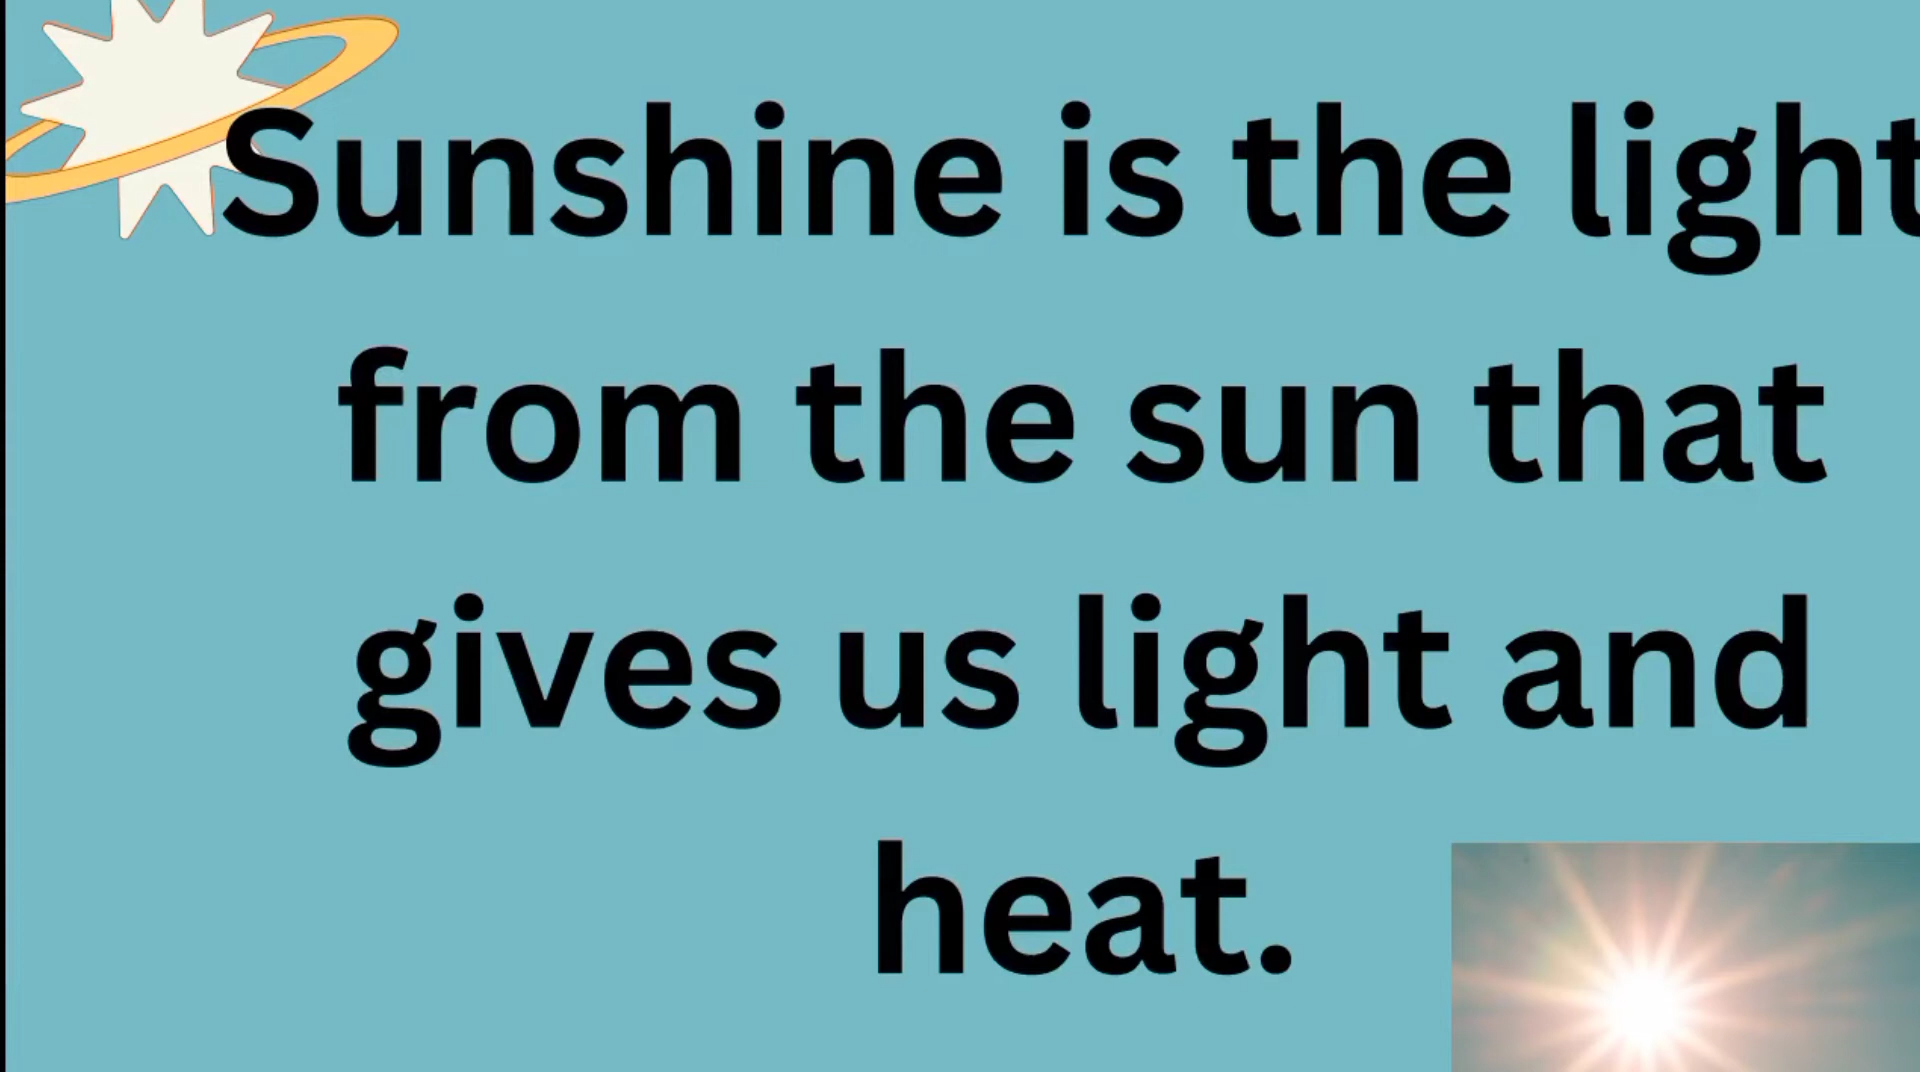 Sunshine is the light
from the sun that
gives us light and
heat.